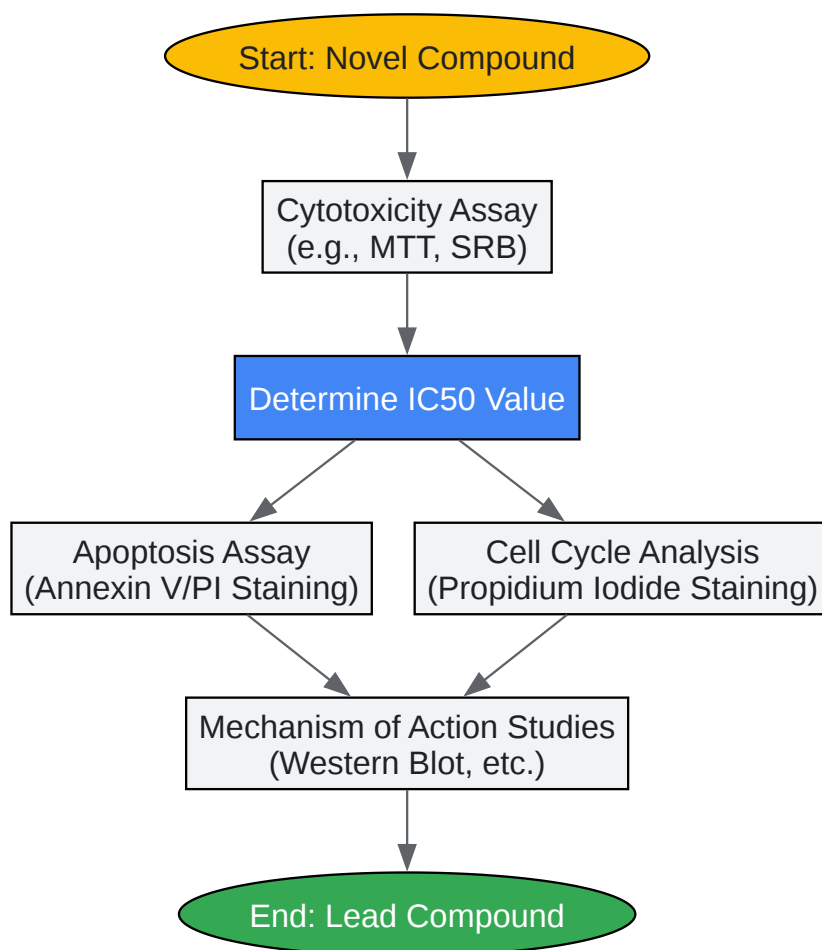 Start: Novel Compound
Cytotoxicity Assay
(e.g., MTT, SRB)
Determine IC50 Value
Apoptosis Assay
(Annexin V/PI Staining)
Cell Cycle Analysis
(Propidium Iodide Staining)
Mechanism of Action Studies
(Western Blot, etc.)
End: Lead Compound